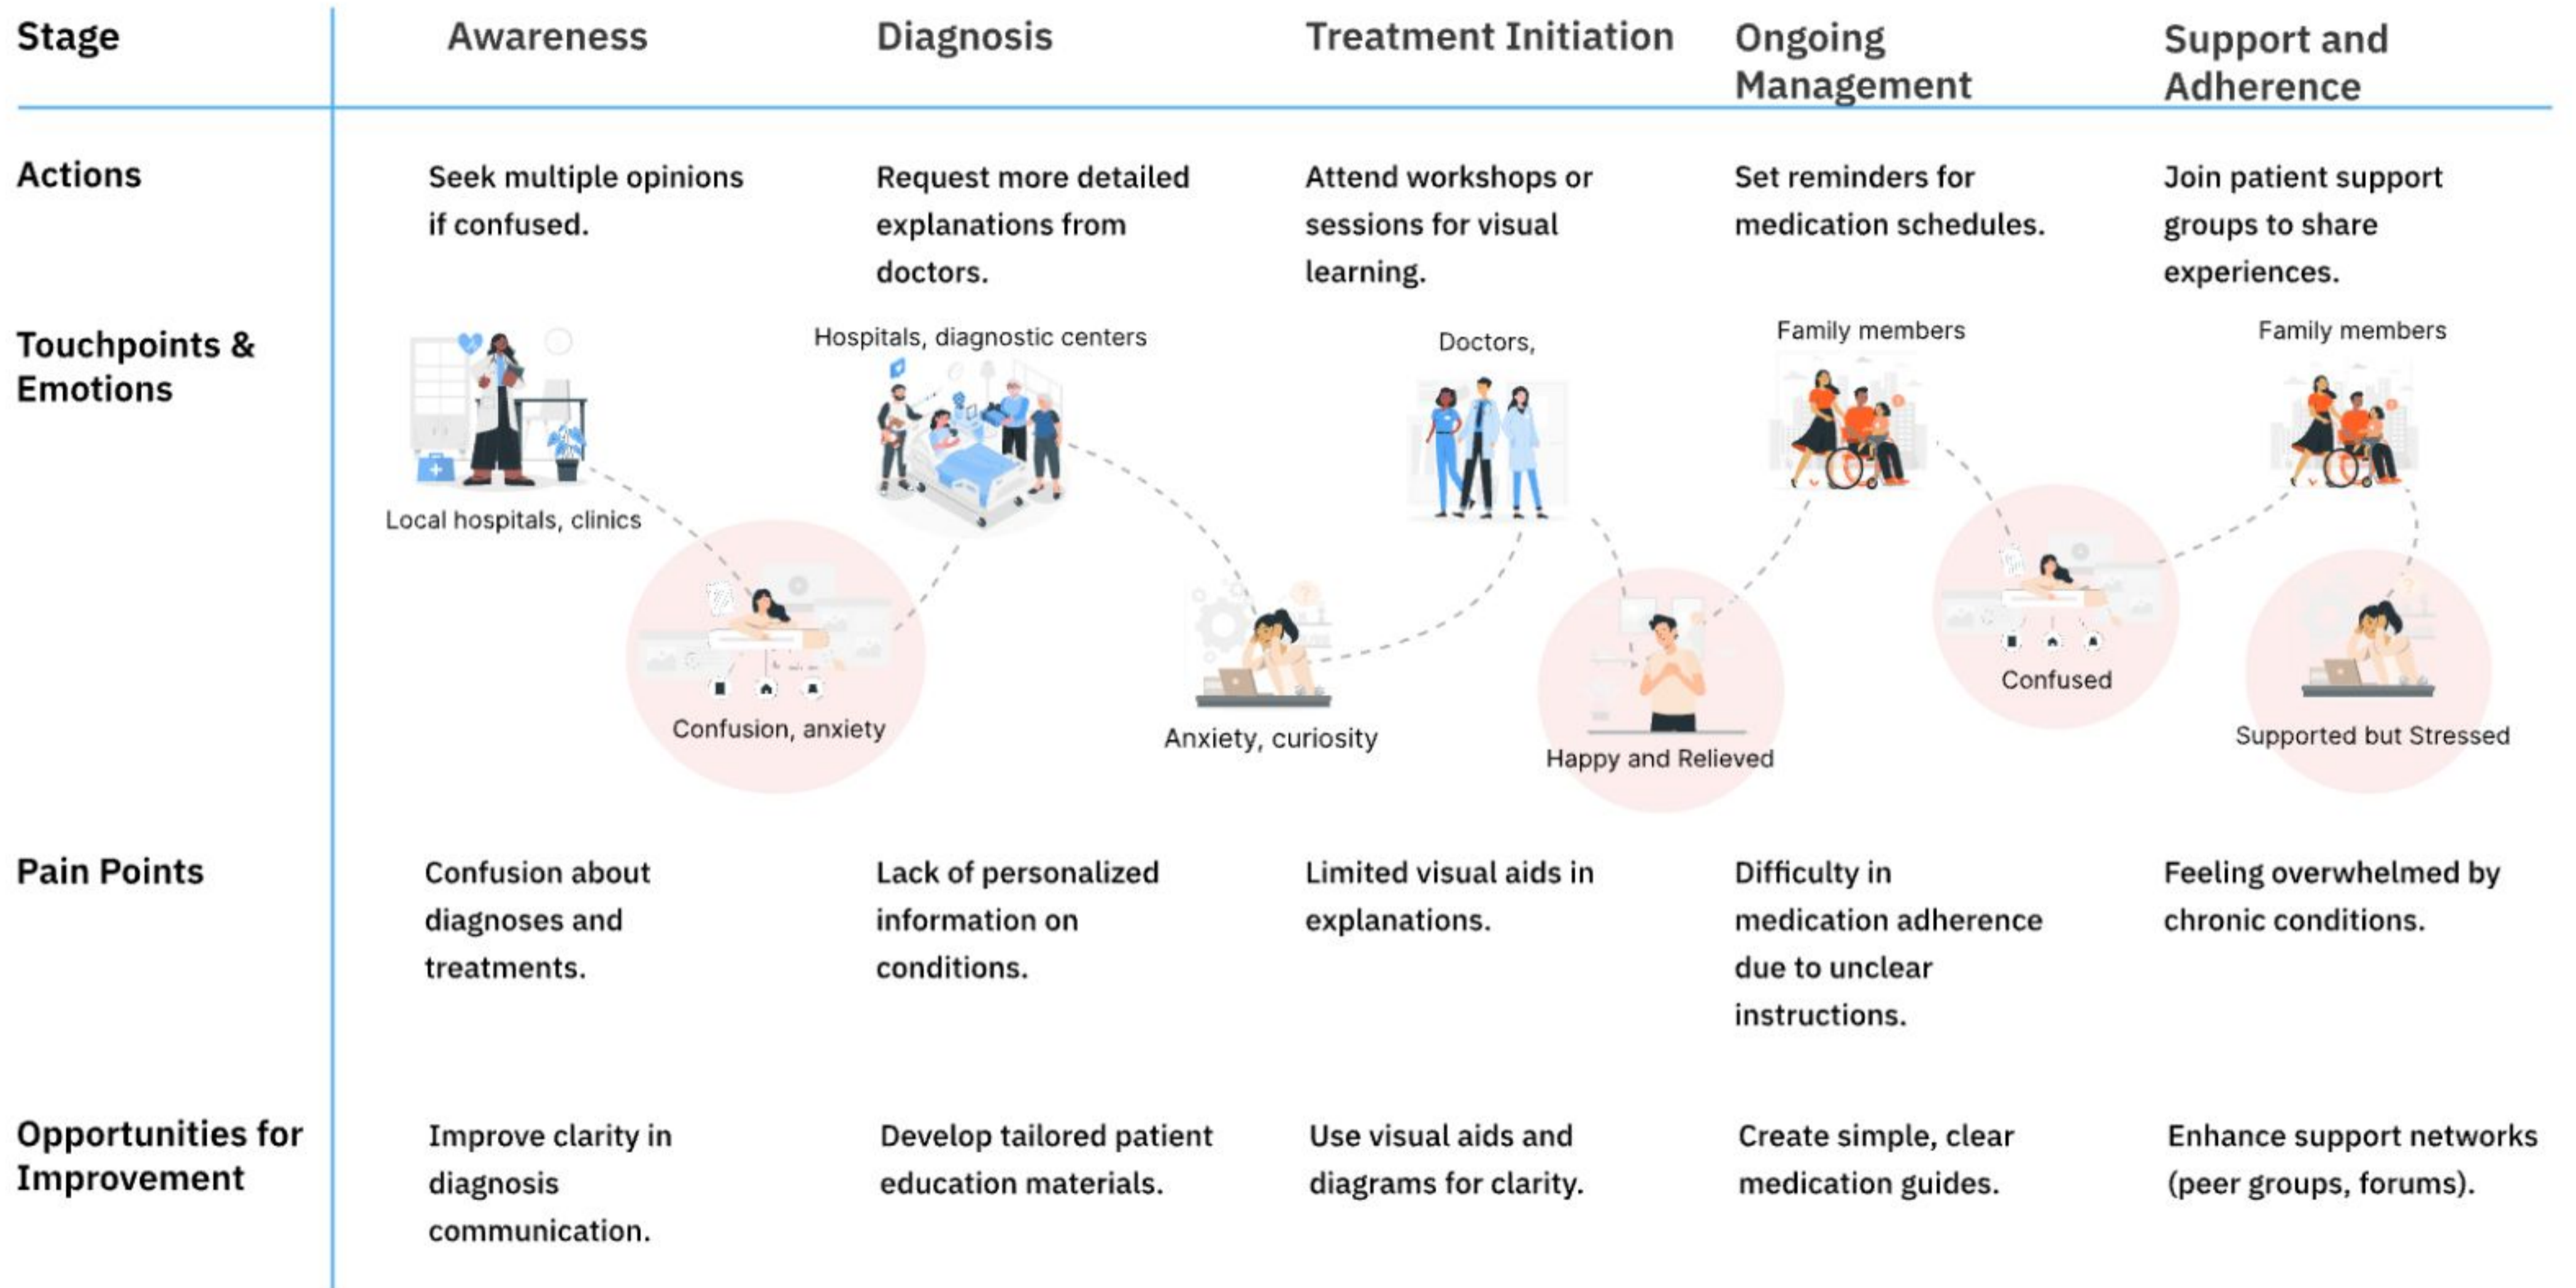 Stage
Awareness
Diagnosis
Treatment Initiation
Ongoing
Management
Support and
Adherence
Actions
Seek multiple opinions
if confused.
Request more detailed
explanations from
doctors.
Attend workshops or
sessions for visual
learning.
Set reminders for
medication schedules.
Join patient support
groups to share
experiences.
Touchpoints &
Emotions
Local hospitals, clinics
Confusion, anxiety
Hospitals, diagnostic centers
Anxiety, curiosity
Doctors,
Happy and Relieved
Family members
Confused
Family members
Supported but Stressed
Pain Points
Confusion about
diagnoses and
treatments.
Lack of personalized
information on
conditions.
Limited visual aids in
explanations.
Difficulty in
medication adherence
due to unclear
instructions.
Feeling overwhelmed by
chronic conditions.
Opportunities for
Improvement
Improve clarity in
diagnosis
communication.
Develop tailored patient
education materials.
Use visual aids and
diagrams for clarity.
Create simple, clear
medication guides.
Enhance support networks
(peer groups, forums).